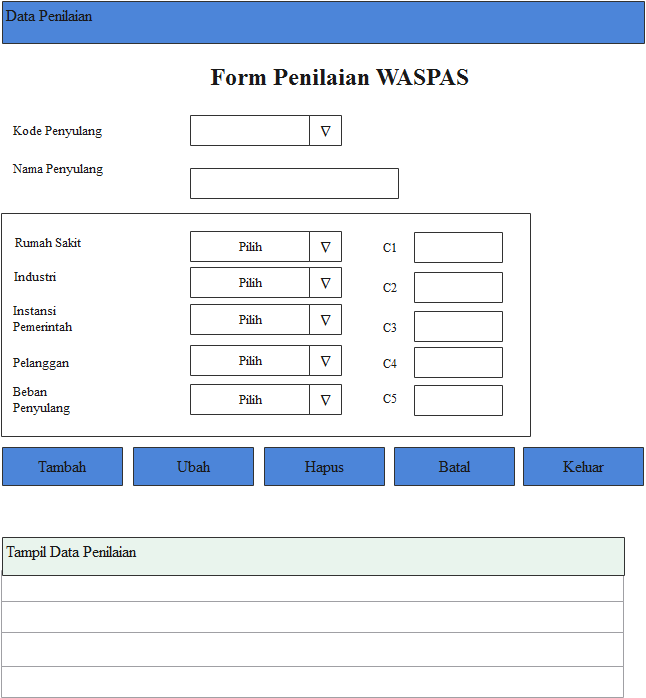 Data Penilaian
Form Penilaian WASPAS
Kode Penyulang
Nama Penyulang
Rumah Sakit Pilih C1
Industri Pilih C2
Instansi
Pemerintah Pilih C3
Pelanggan Pilih C4
Beban
Penyulang Pilih C5
Tambah Ubah Hapus Batal Keluar
Tampil Data Penilaian